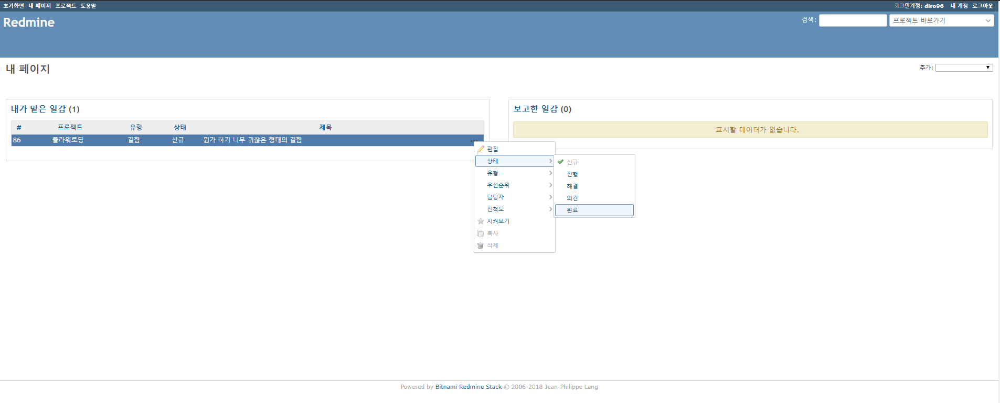 초기화면 내 페이지 프로젝트 도움말
로그인계정: diro96 내 계정 로그아웃
Redmine
검색:
프로젝트 바로가기
내 페이지
추가:
내가 맡은 일감 (1)
# 프로젝트 유형 상태 제목
86 플라워로딩 결함 신규 뭔가 하기 너무 귀찮은 형태의 결함
보고한 일감 (0)
표시할 데이터가 없습니다.
편집
상태
유형
우선순위
담당자
진척도
지켜보기
복사
삭제
신규
진행
해결
의견
완료
Powered by Bitnami Redmine Stack © 2006-2018 Jean-Philippe Lang